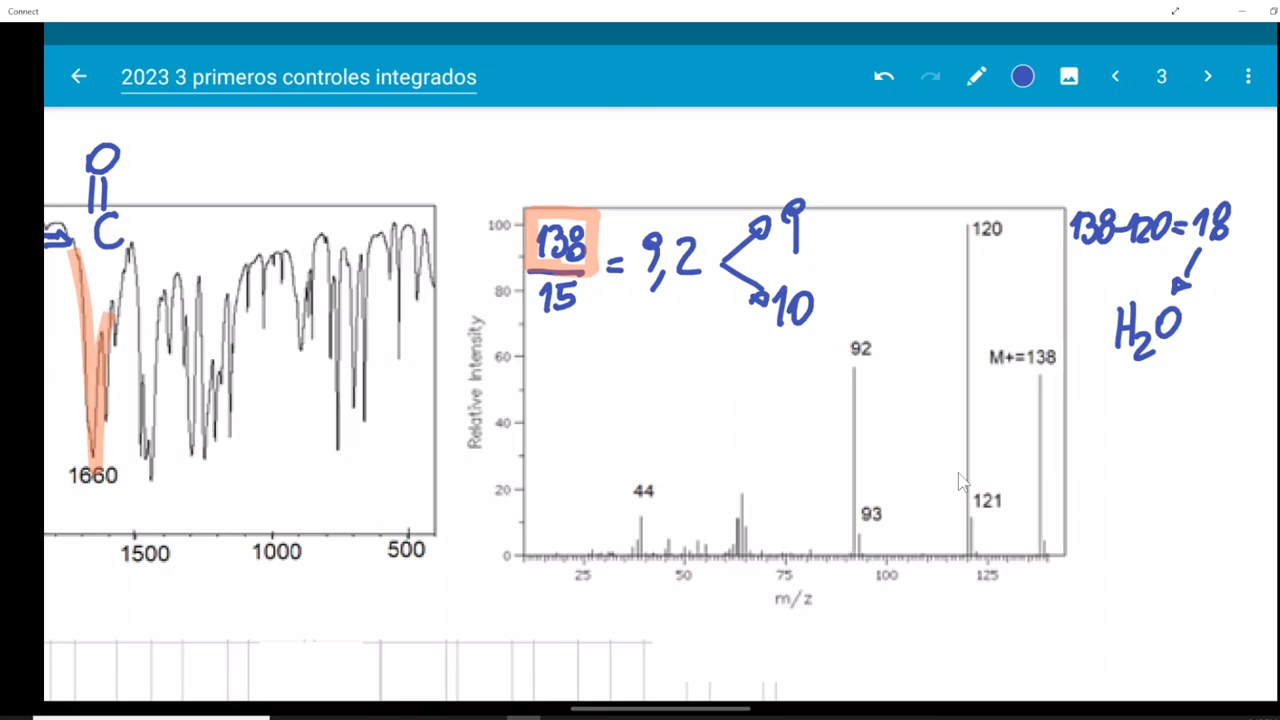 Connect
2023 3 primeros controles integrados
3
O
C
1660
1500 1000 500
138
15
= 9,2
9
10
138-120=18
H2O
Relative Intensity
100
80
60
40
20
0
120
92
M+=138
44
93
121
25 50 75 100 125
m/z